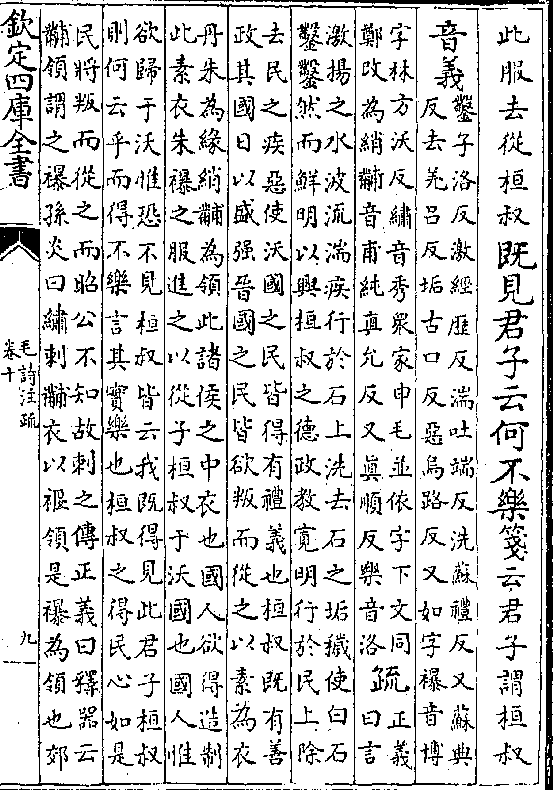 此服去從桓叔既見君子云何不樂箋云君子謂桓叔
音義鑿子洛反激經歷反湍吐端反洗蘇禮反又蘇典
反去羌呂反垢古口反惡烏路反又如字襮音博
字林方沃反繡音秀衆家申毛並依字下文同
鄭改為綃黼音甫純真允反又眞順反樂音洛疏正義
曰言
激揚之水波流湍疾行於石上洗去石之垢穢使白石
鑿鑿然而鮮明以興桓叔之德政教寛明行於民上除
去民之疾惡使沃國之民皆得有禮義也桓叔既有善
政其國日以盛强晉國之民皆欲叛而從之以素為衣
丹朱為緣綃黼為領此諸侯之中衣也國人欲得造制
此素衣朱襮之服進之以從子桓叔于沃國也國人惟
欲歸于沃惟恐不見桓叔皆云我既得見此君子桓叔
則何云乎而得不樂言其實樂也桓叔之得民心如是
民將叛而從之而昭公不知故刺之傳正義曰釋器云
黼領謂之襮孫炎曰繡刺黼衣以褗領是襮為領也郊
欽定四庫全書
毛詩注疏
卷十
九